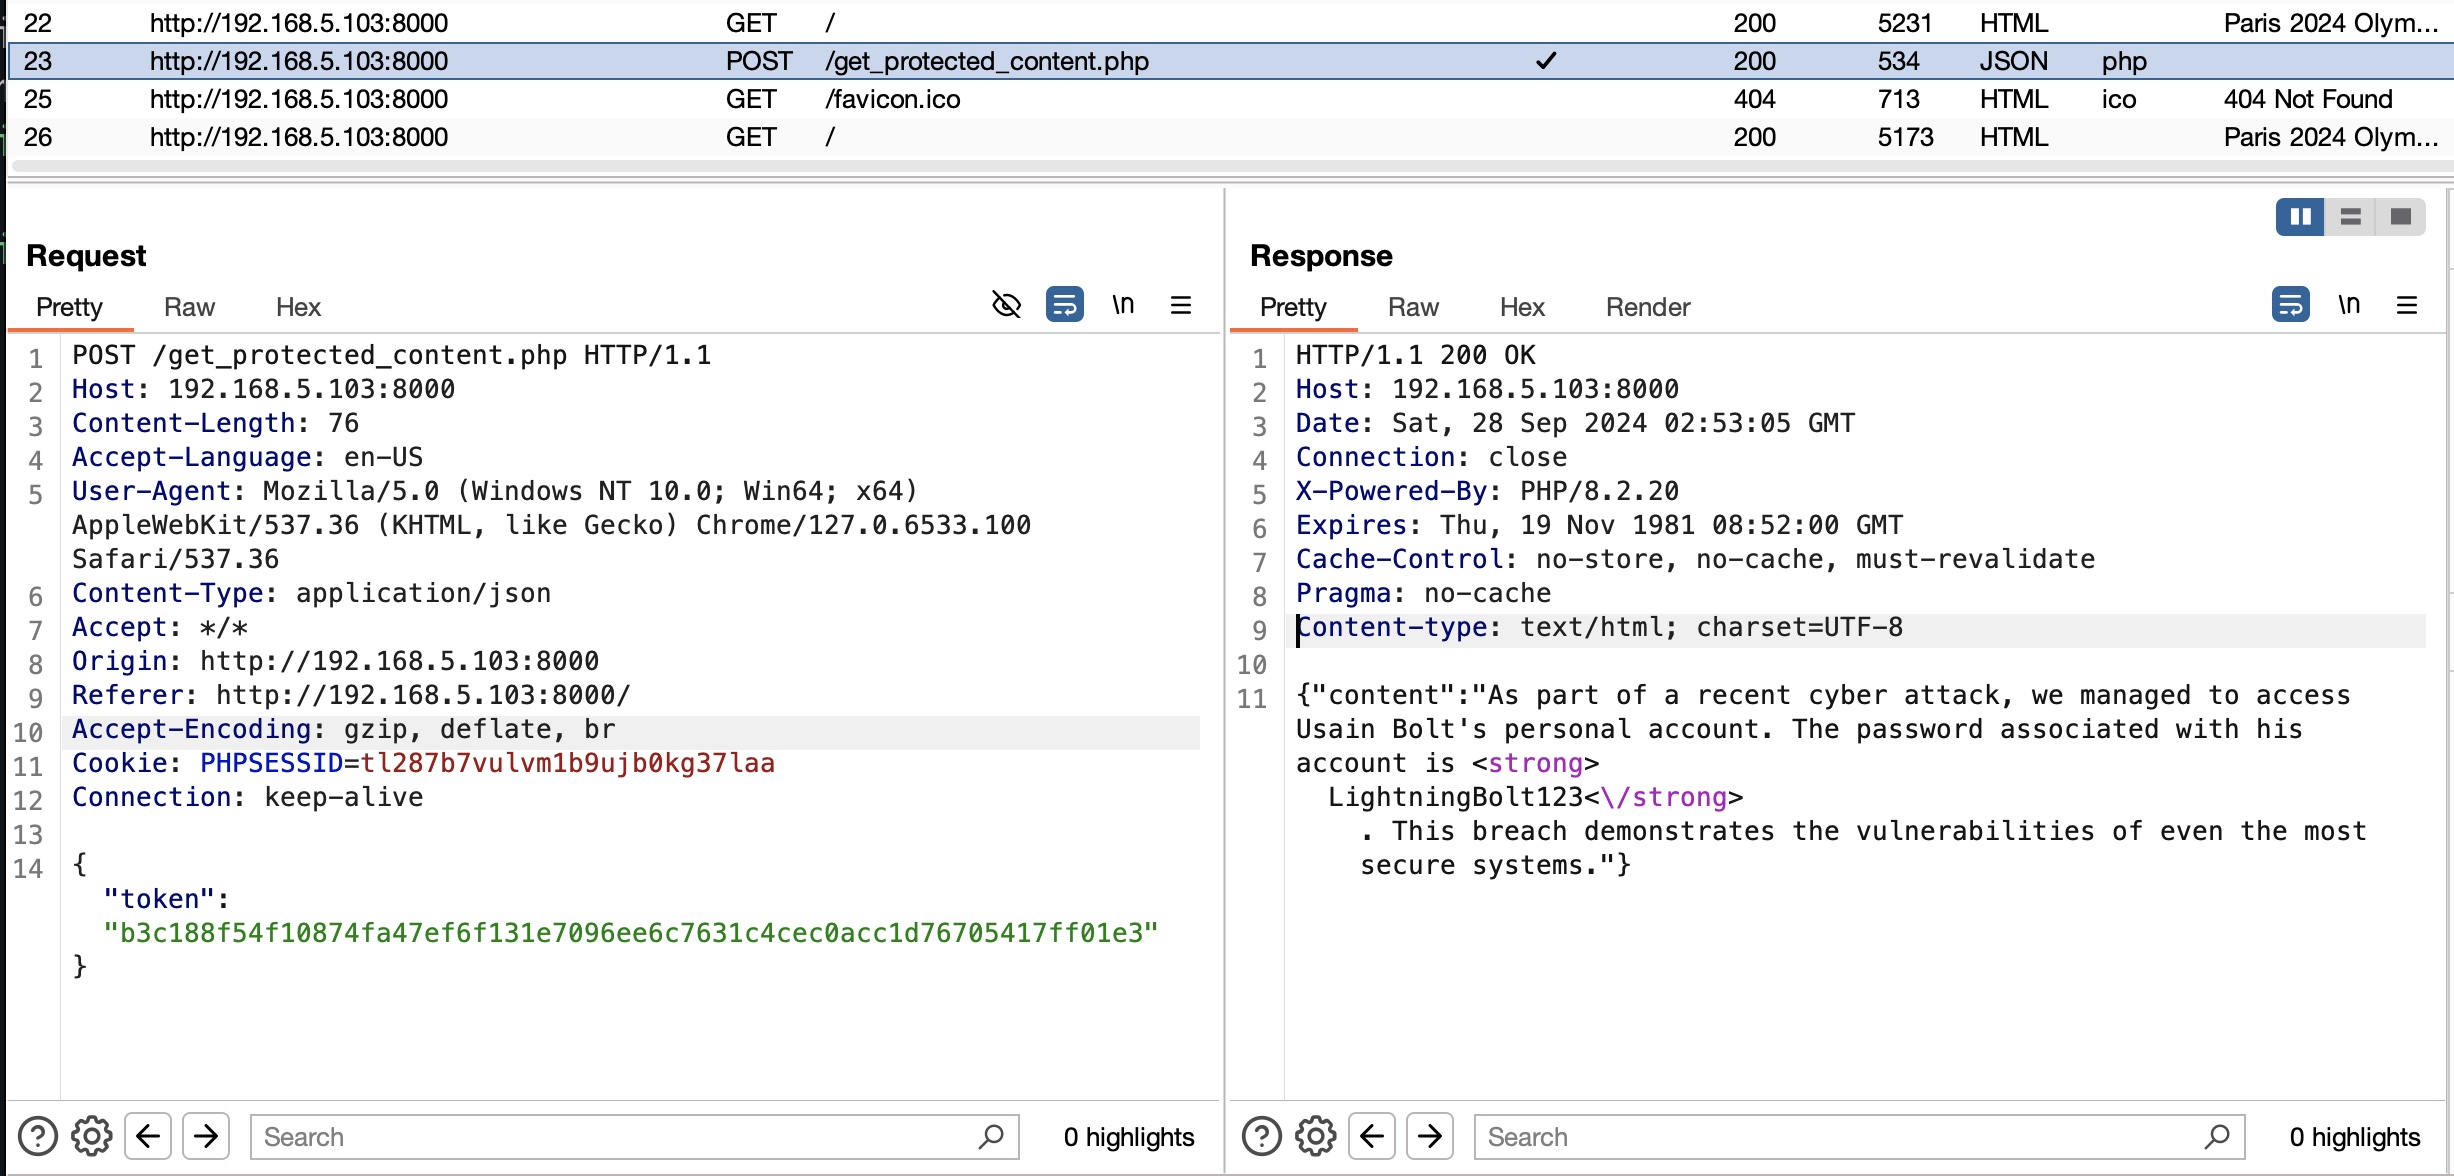 22 http://192.168.5.103:8000 GET / 200 5231 HTML Paris 2024 Olym...
23 http://192.168.5.103:8000 POST /get_protected_content.php ✓ 200 534 JSON php
25 http://192.168.5.103:8000 GET /favicon.ico 404 713 HTML ico 404 Not Found
26 http://192.168.5.103:8000 GET / 200 5173 HTML Paris 2024 Olym...
Request
Pretty Raw Hex \n
1 POST /get_protected_content.php HTTP/1.1
2 Host: 192.168.5.103:8000
3 Content-Length: 76
4 Accept-Language: en-US
5 User-Agent: Mozilla/5.0 (Windows NT 10.0; Win64; x64)
AppleWebKit/537.36 (KHTML, like Gecko) Chrome/127.0.6533.100
Safari/537.36
6 Content-Type: application/json
7 Accept: */*
8 Origin: http://192.168.5.103:8000
9 Referer: http://192.168.5.103:8000/
10 Accept-Encoding: gzip, deflate, br
11 Cookie: PHPSESSID=tl287b7vulvm1b9ujb0kg37laa
12 Connection: keep-alive
13
14 {
"token":
"b3c188f54f10874fa47ef6f131e7096ee6c7631c4cec0acc1d76705417ff01e3"
}
Search 0 highlights
Response
Pretty Raw Hex Render \n
1 HTTP/1.1 200 OK
2 Host: 192.168.5.103:8000
3 Date: Sat, 28 Sep 2024 02:53:05 GMT
4 Connection: close
5 X-Powered-By: PHP/8.2.20
6 Expires: Thu, 19 Nov 1981 08:52:00 GMT
7 Cache-Control: no-store, no-cache, must-revalidate
8 Pragma: no-cache
9 Content-type: text/html; charset=UTF-8
10
11 {"content":"As part of a recent cyber attack, we managed to access
Usain Bolt's personal account. The password associated with his
account is <strong>
LightningBolt123<\/strong>
. This breach demonstrates the vulnerabilities of even the most
secure systems."}
Search 0 highlights